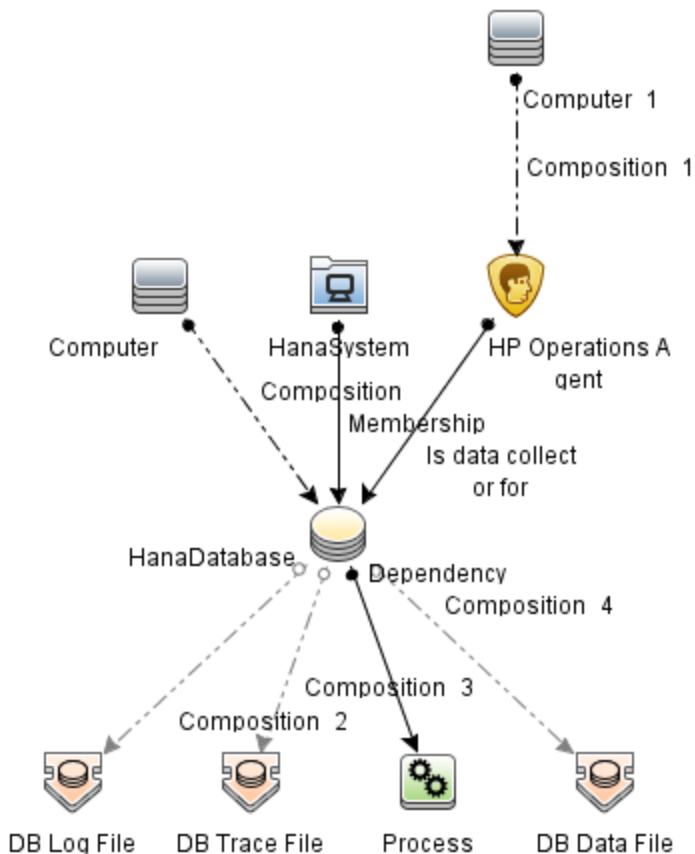 Computer 1
Composition 1
Computer
HanaSystem
HP Operations A
gent
Composition
Membership
Is data collect
or for
HanaDatabase
Dependency
Composition 4
Composition 3
Composition 2
DB Log File
DB Trace File
Process
DB Data File